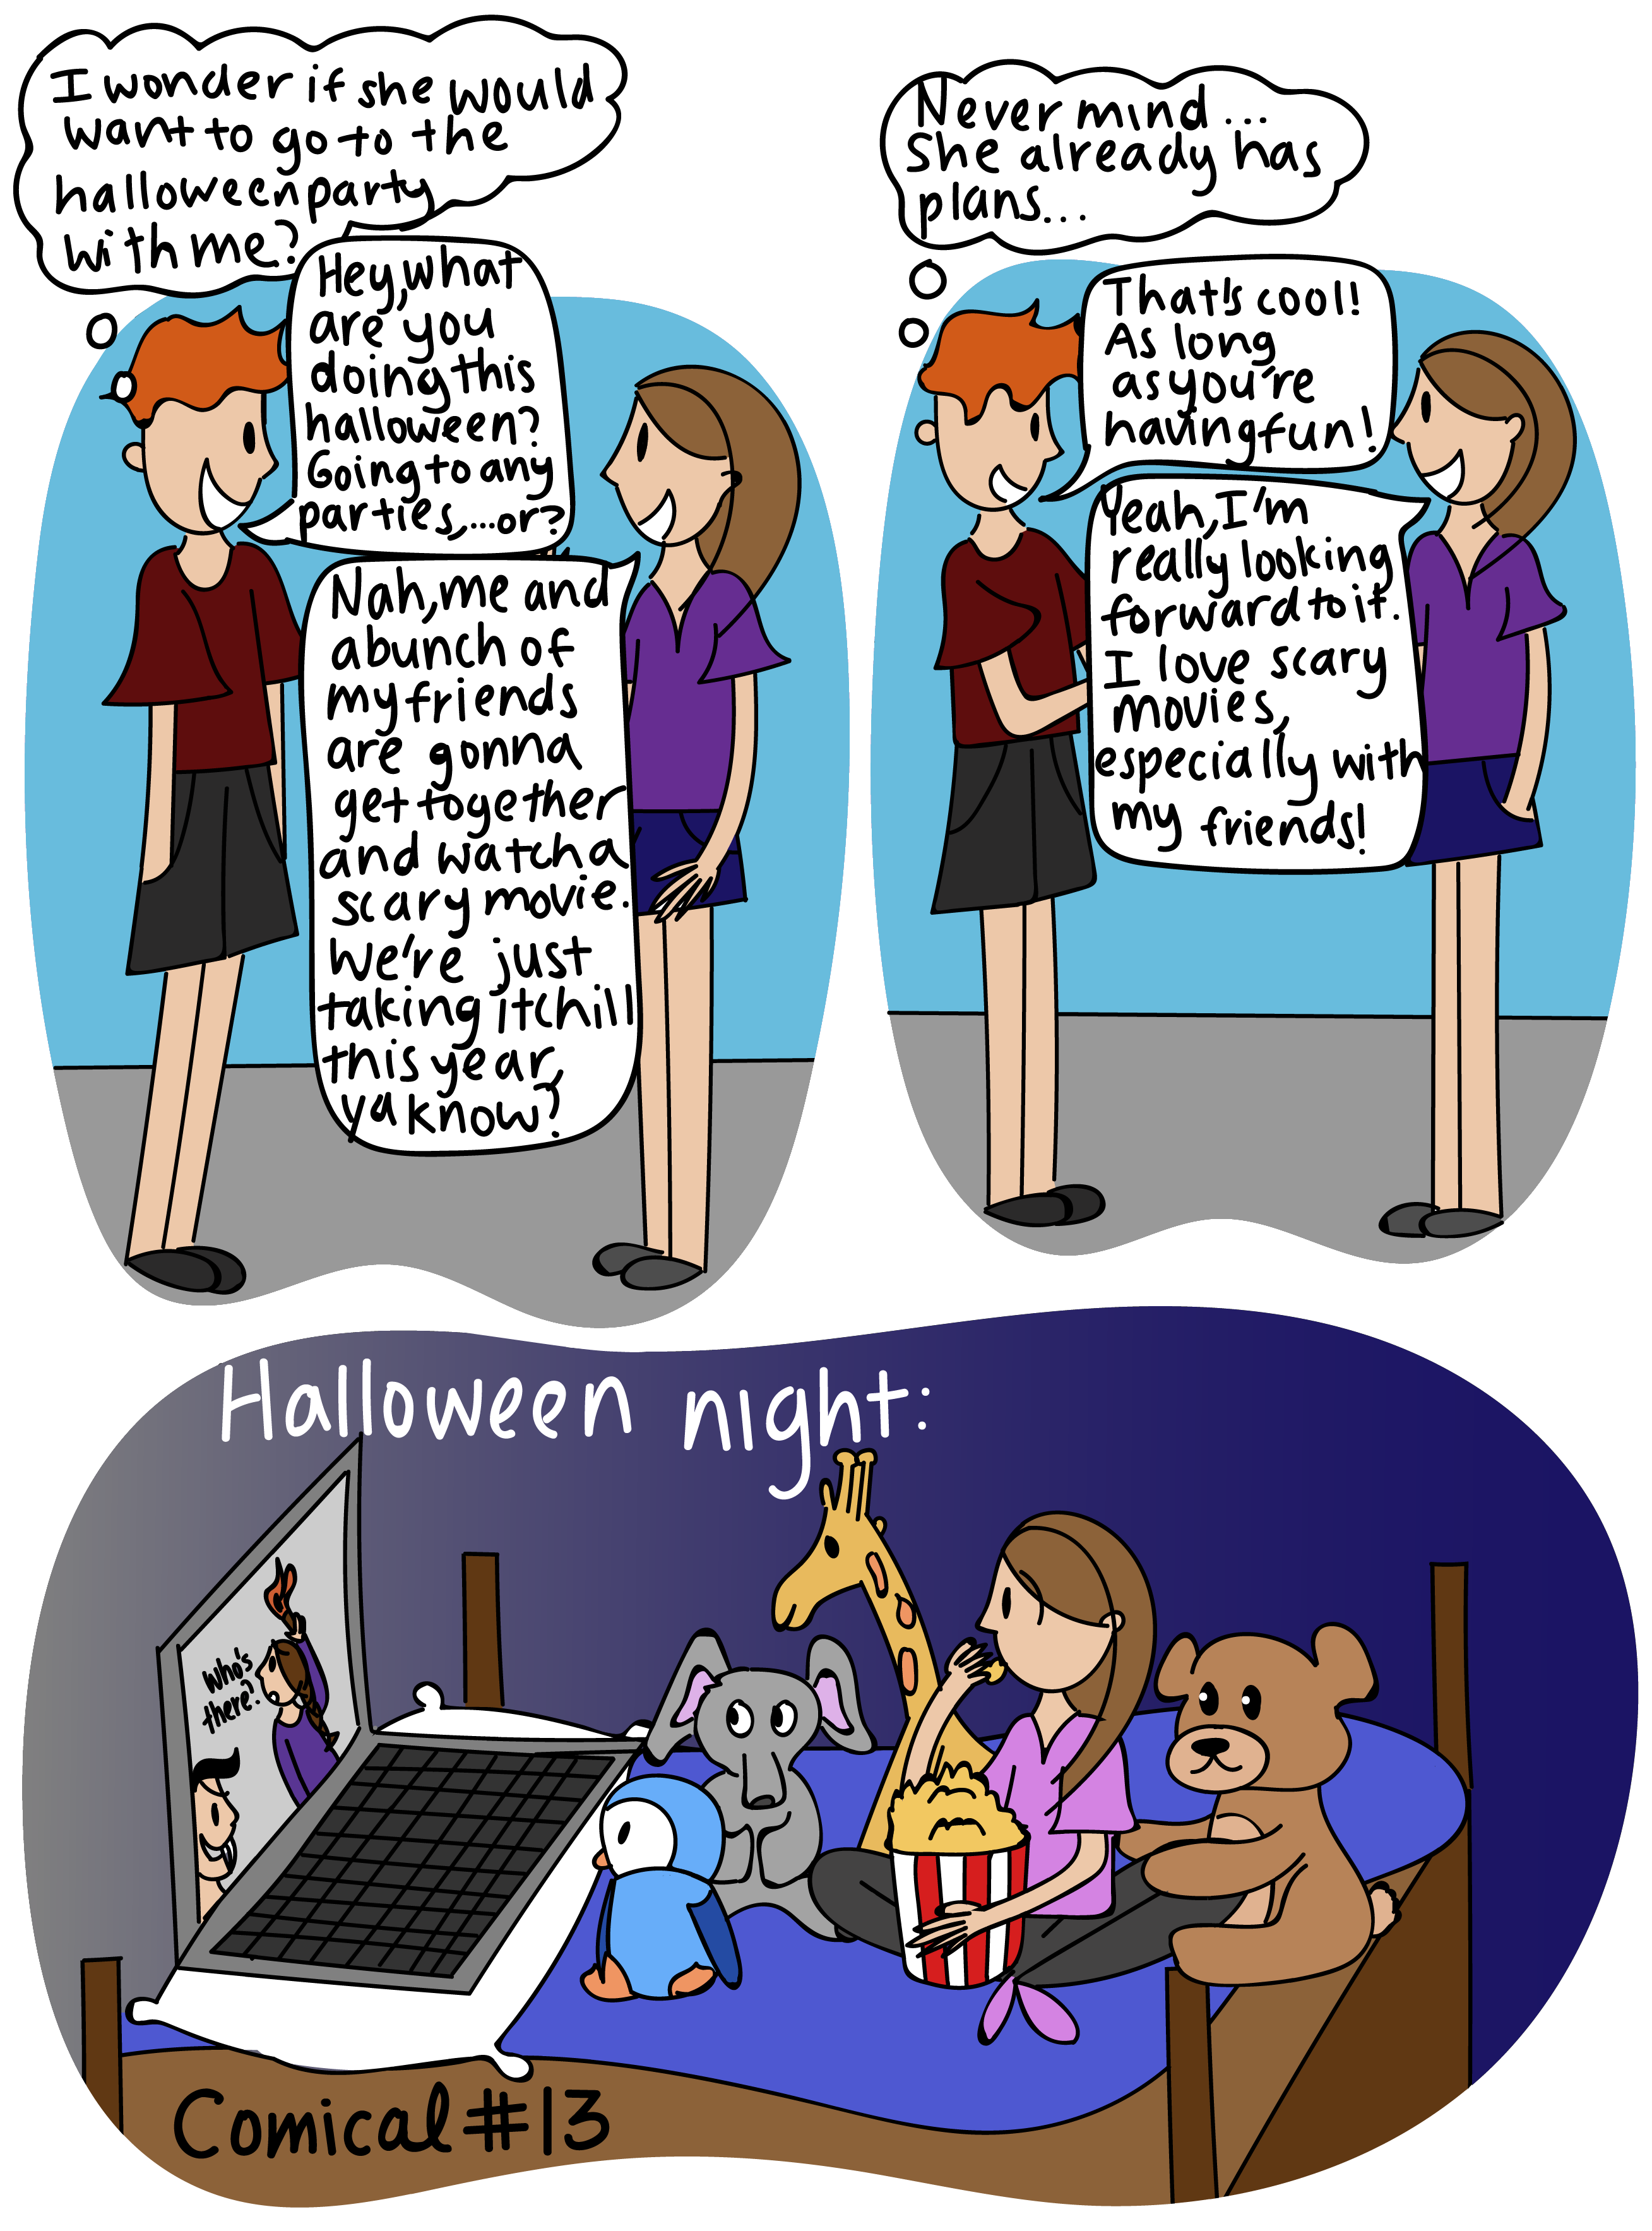 I wonder if she would
want to go to the
halloween party
with me?
Hey, what
are you
doing this
halloween?
Going to any
parties,...or?
Nah, me and
a bunch of
my friends
are gonna
get together
and watch a
scary movie.
We're just
taking it chill
this year,
ya know?
Never mind...
she already has
plans...
That's cool!
As long
as you're
having fun!
Yeah, I'm
really looking
forward to it.
I love scary
movies,
especially with
my friends!
Halloween night:
Who's
there?
Comical #13